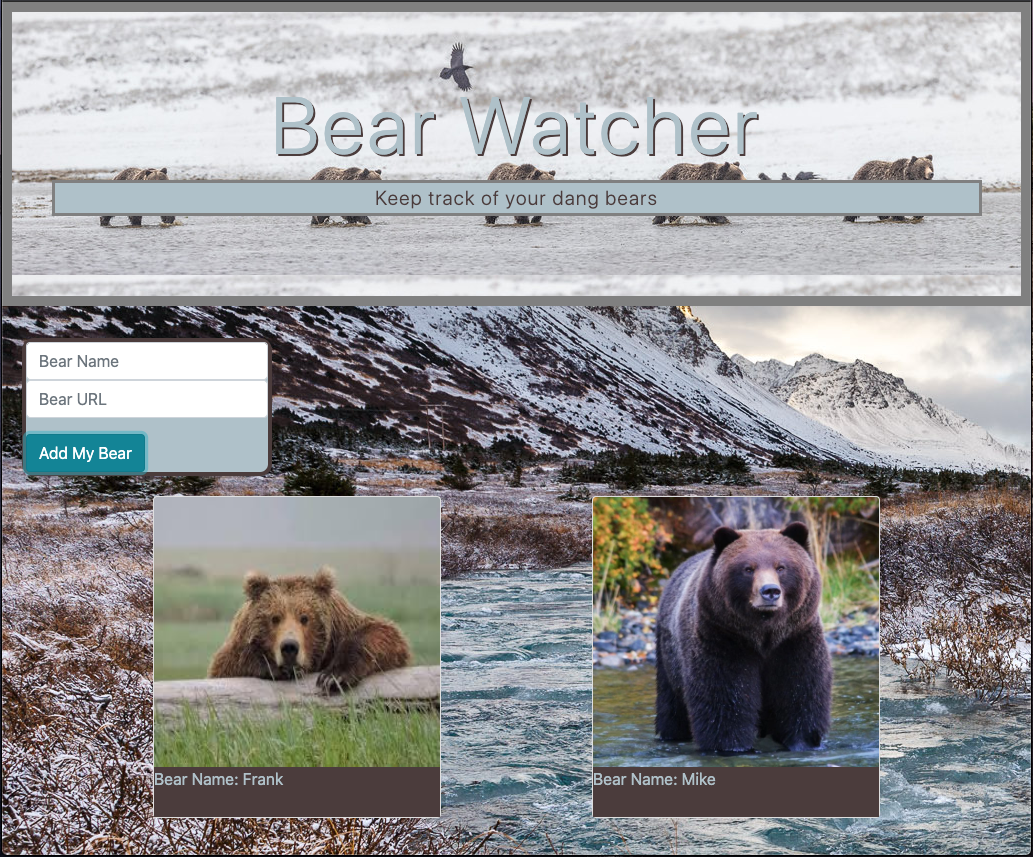 Bear Watcher
Keep track of your dang bears
Bear Name
Bear URL
Add My Bear
Bear Name: Frank
Bear Name: Mike